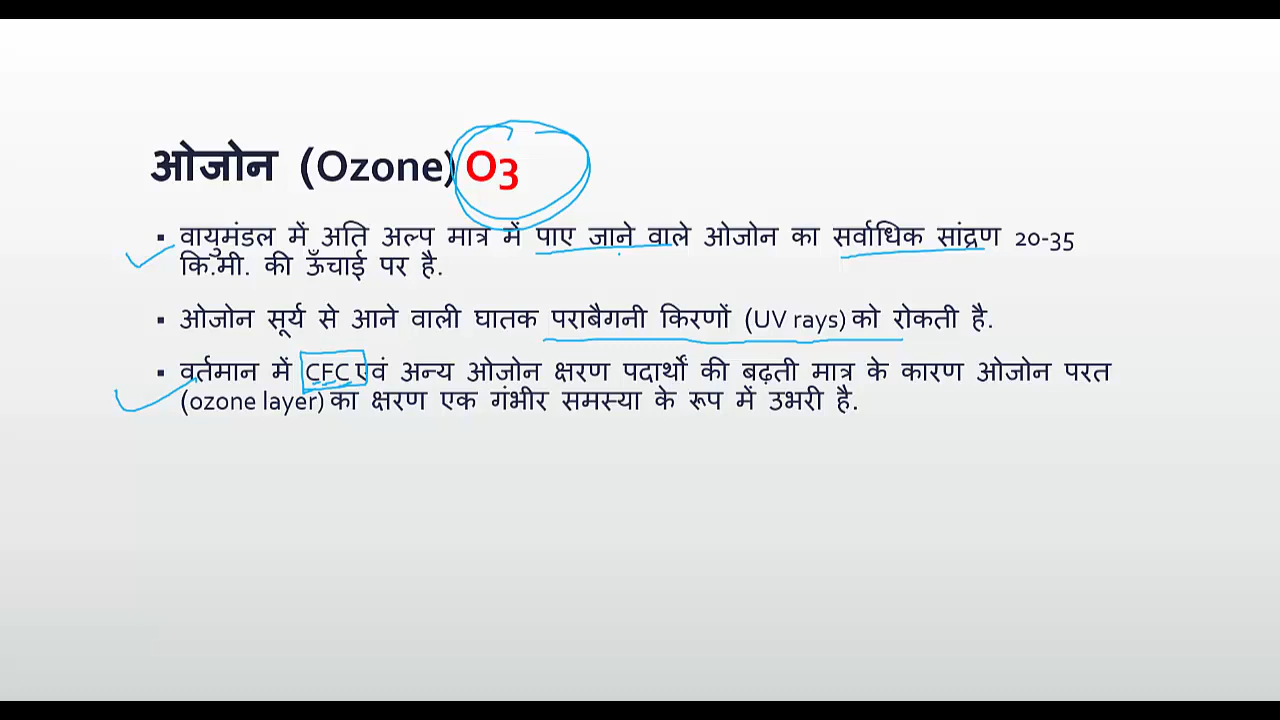 ओजोन (Ozone) O3
▪ वायुमंडल में अति अल्प मात्र में पाए जाने वाले ओजोन का सर्वाधिक सांद्रण 20-35
कि.मी. की ऊँचाई पर है.
▪ ओजोन सूर्य से आने वाली घातक पराबैगनी किरणों (UV rays) को रोकती है.
▪ वर्तमान में CFC एवं अन्य ओजोन क्षरण पदार्थों की बढ़ती मात्र के कारण ओजोन परत
(ozone layer) का क्षरण एक गंभीर समस्या के रूप में उभरी है.